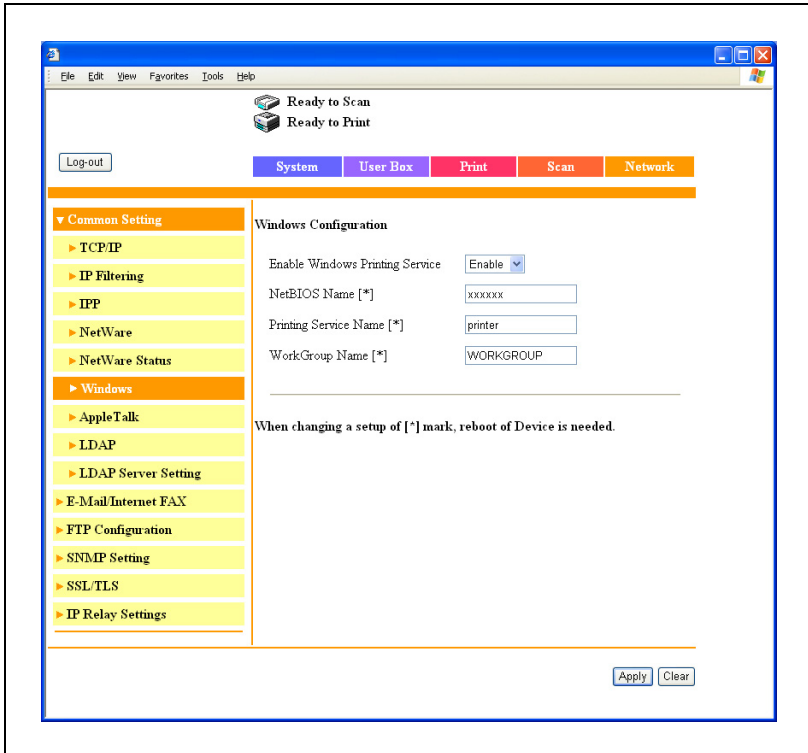 File Edit View Favorites Tools Help
Ready to Scan
Ready to Print
Log-out
System User Box Print Scan Network
Common Setting
TCP/IP
IP Filtering
IPP
NetWare
NetWare Status
Windows
AppleTalk
LDAP
LDAP Server Setting
E-Mail/Internet FAX
FTP Configuration
SNMP Setting
SSL/TLS
IP Relay Settings
Windows Configuration
Enable Windows Printing Service Enable
NetBIOS Name [*] xxxxxx
Printing Service Name [*] printer
WorkGroup Name [*] WORKGROUP
When changing a setup of [*] mark, reboot of Device is needed.
Apply Clear